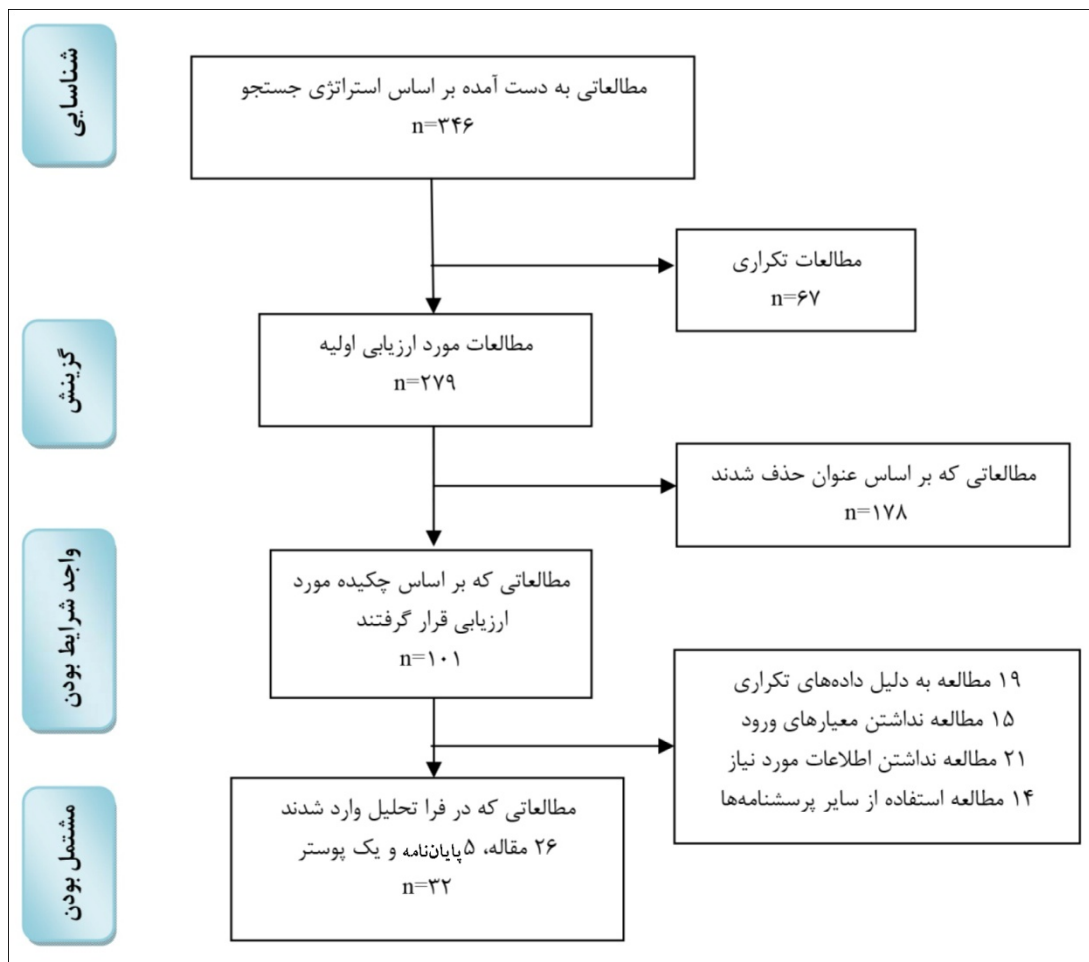 شناسایی
مطالعاتی به دست آمده بر اساس استراتژی جستجو
n=۳۴۶
مطالعات تکراری
n=۶۷
گزینش
مطالعات مورد ارزیابی اولیه
n=۲۷۹
مطالعاتی که بر اساس عنوان حذف شدند
n=۱۷۸
واجد شرایط بودن
مطالعاتی که بر اساس چکیده مورد
ارزیابی قرار گرفتند
n=۱۰۱
۱۹ مطالعه به دلیل داده‌های تکراری
۱۵ مطالعه نداشتن معیارهای ورود
۲۱ مطالعه نداشتن اطلاعات مورد نیاز
۱۴ مطالعه استفاده از سایر پرسشنامه‌ها
مشتمل بودن
مطالعاتی که در فرا تحلیل وارد شدند
۲۶ مقاله، ۵پایان‌نامه و یک پوستر
n=۳۲